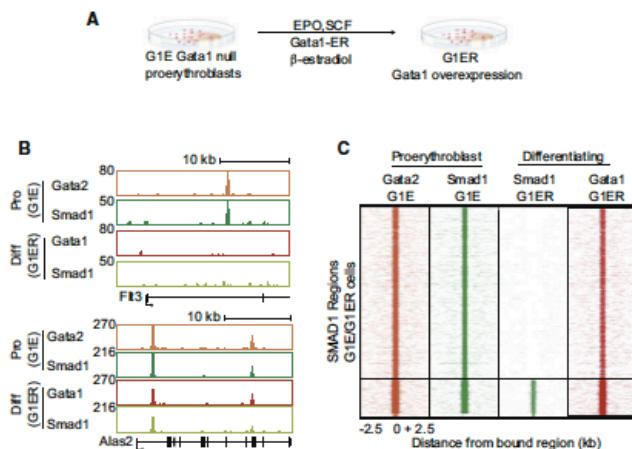 A
EPO,SCF
Gata1-ER
β-estradiol
G1E Gata1 null
proerythroblasts
G1ER
Gata1 overexpression
B
10 kb
Pro
(G1E)
Gata2
80
Smad1
50
Diff
(G1ER)
Gata1
80
Smad1
50
Flt3
10 kb
Pro
(G1E)
Gata2
270
Smad1
216
Diff
(G1ER)
Gata1
270
Smad1
216
Alas2
C
Proerythroblast
Differentiating
Gata2 Smad1 Smad1 Gata1
G1E G1E G1ER G1ER
SMAD1 Regions
G1E/G1ER cells
-2.5 0 + 2.5
Distance from bound region (kb)